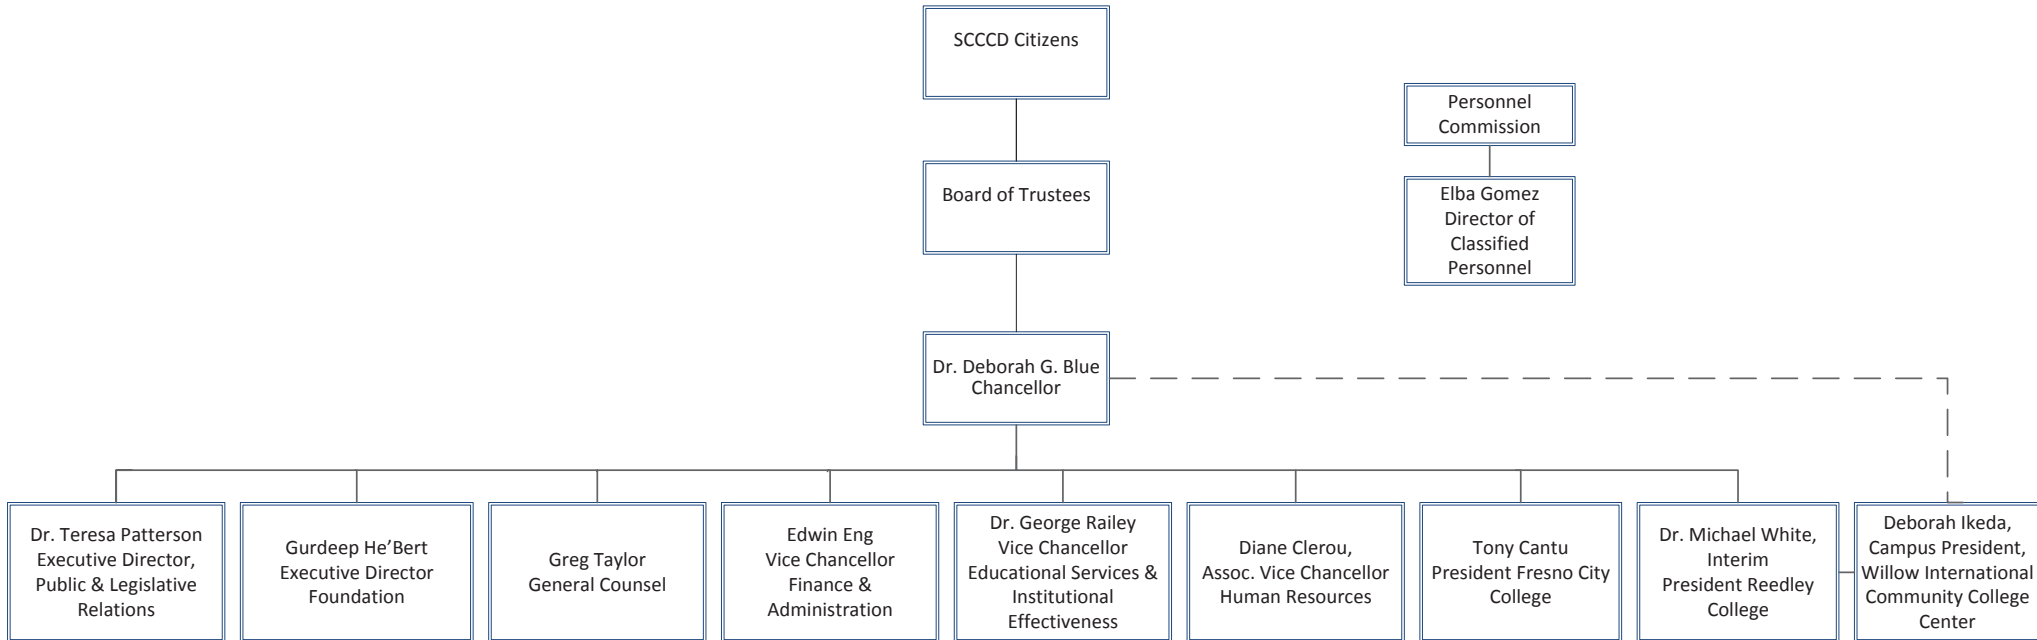 SCCCD Citizens
Personnel
Commission
Board of Trustees
Elba Gomez
Director of
Classified
Personnel
Dr. Deborah G. Blue
Chancellor
Dr. Teresa Patterson
Executive Director,
Public & Legislative
Relations
Gurdeep He’Bert
Executive Director
Foundation
Greg Taylor
General Counsel
Edwin Eng
Vice Chancellor
Finance &
Administration
Dr. George Railey
Vice Chancellor
Educational Services &
Institutional
Effectiveness
Diane Clerou,
Assoc. Vice Chancellor
Human Resources
Tony Cantu
President Fresno City
College
Dr. Michael White,
Interim
President Reedley
College
Deborah Ikeda,
Campus President,
Willow International
Community College
Center